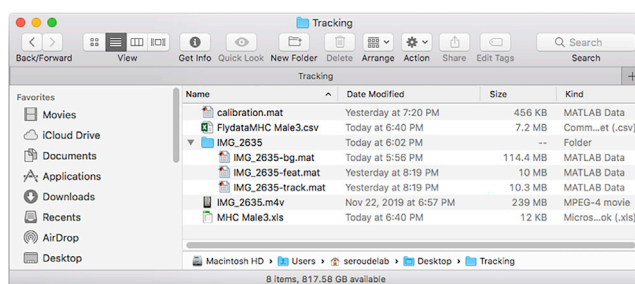 Tracking
Back/Forward View Get Info Quick Look New Folder Delete Arrange Action Share Edit Tags Search Search
Tracking
Favorites
Movies
iCloud Drive
Documents
Applications
Downloads
Recents
AirDrop
Desktop
Name Date Modified Size Kind
calibration.mat Yesterday at 7:20 PM 456 KB MATLAB Data
FlydataMHC Male3.csv Today at 6:40 PM 7.2 MB Comm...et (.csv)
IMG_2635 Today at 6:02 PM -- Folder
IMG_2635-bg.mat Today at 5:56 PM 114.4 MB MATLAB Data
IMG_2635-feat.mat Yesterday at 8:19 PM 10 MB MATLAB Data
IMG_2635-track.mat Yesterday at 8:19 PM 10.3 MB MATLAB Data
IMG_2635.m4v Nov 22, 2019 at 6:57 PM 239 MB MPEG-4 movie
MHC Male3.xls Today at 6:40 PM 12 KB Micros...ok (.xls)
Macintosh HD › Users › seroudelab › Desktop › Tracking
8 items, 817.58 GB available